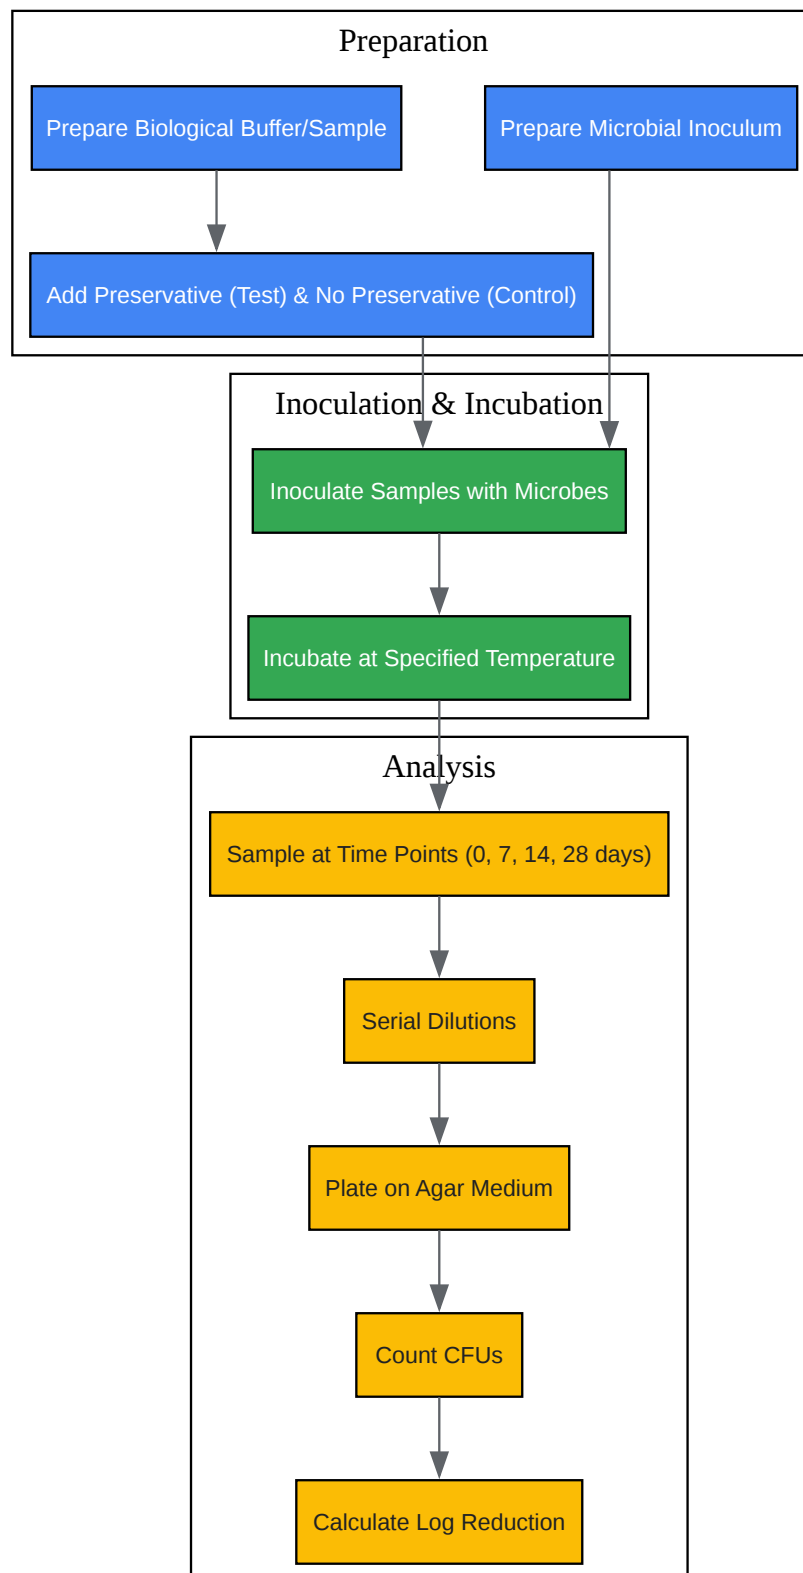 Preparation
Prepare Biological Buffer/Sample
Prepare Microbial Inoculum
Add Preservative (Test) & No Preservative (Control)
Inoculation & Incubation
Inoculate Samples with Microbes
Incubate at Specified Temperature
Analysis
Sample at Time Points (0, 7, 14, 28 days)
Serial Dilutions
Plate on Agar Medium
Count CFUs
Calculate Log Reduction